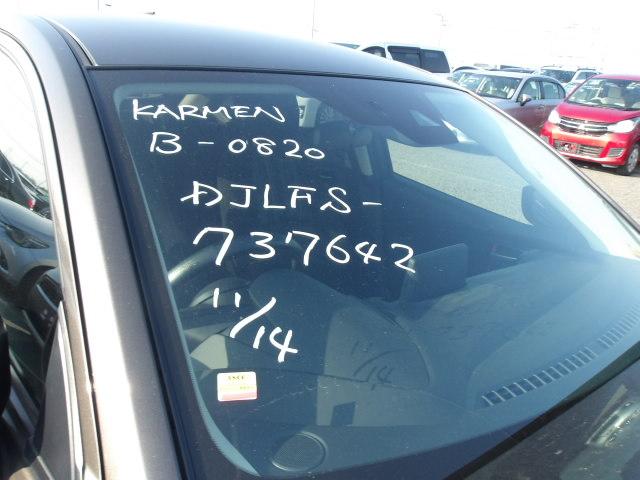 KARMEN
B-0820
DJLFS-
737642
11/14